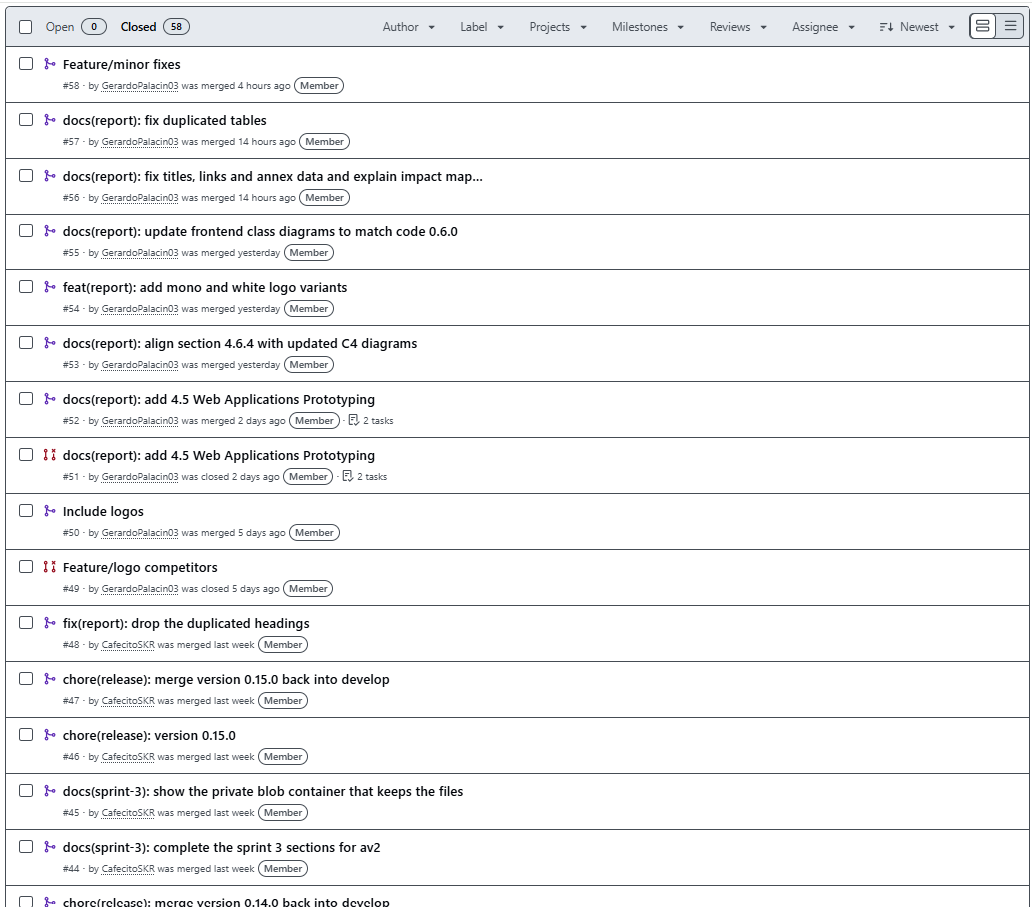 Open 0 Closed 58 Author Label Projects Milestones Reviews Assignee Newest
Feature/minor fixes
#58 · by GerardoPalacin03 was merged 4 hours ago Member
docs(report): fix duplicated tables
#57 · by GerardoPalacin03 was merged 14 hours ago Member
docs(report): fix titles, links and annex data and explain impact map...
#56 · by GerardoPalacin03 was merged 14 hours ago Member
docs(report): update frontend class diagrams to match code 0.6.0
#55 · by GerardoPalacin03 was merged yesterday Member
feat(report): add mono and white logo variants
#54 · by GerardoPalacin03 was merged yesterday Member
docs(report): align section 4.6.4 with updated C4 diagrams
#53 · by GerardoPalacin03 was merged yesterday Member
docs(report): add 4.5 Web Applications Prototyping
#52 · by GerardoPalacin03 was merged 2 days ago Member · 2 tasks
docs(report): add 4.5 Web Applications Prototyping
#51 · by GerardoPalacin03 was closed 2 days ago Member · 2 tasks
Include logos
#50 · by GerardoPalacin03 was merged 5 days ago Member
Feature/logo competitors
#49 · by GerardoPalacin03 was closed 5 days ago Member
fix(report): drop the duplicated headings
#48 · by CafecitoSKR was merged last week Member
chore(release): merge version 0.15.0 back into develop
#47 · by CafecitoSKR was merged last week Member
chore(release): version 0.15.0
#46 · by CafecitoSKR was merged last week Member
docs(sprint-3): show the private blob container that keeps the files
#45 · by CafecitoSKR was merged last week Member
docs(sprint-3): complete the sprint 3 sections for av2
#44 · by CafecitoSKR was merged last week Member
chore(release): merge version 0.14.0 back into develop